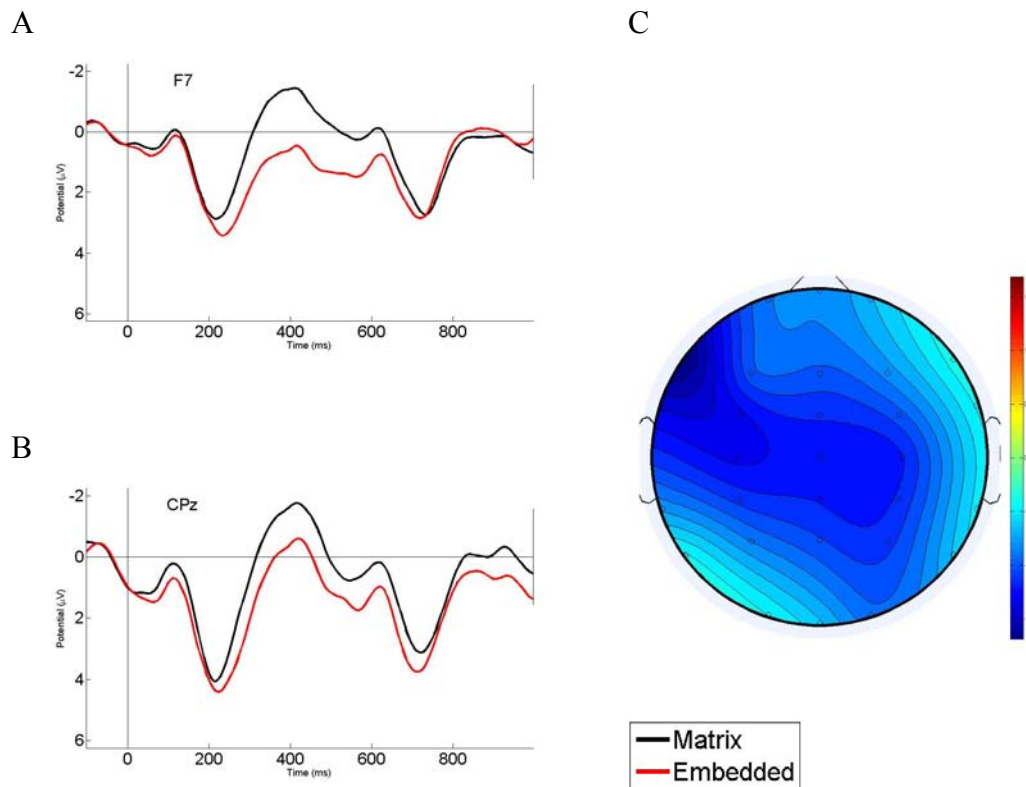 A
C
-2
F7
0
2
4
6
Potential (µV)
0
200
400
600
800
Time (ms)
B
-2
CPz
0
2
4
6
Potential (µV)
0
200
400
600
800
Time (ms)
Matrix
Embedded